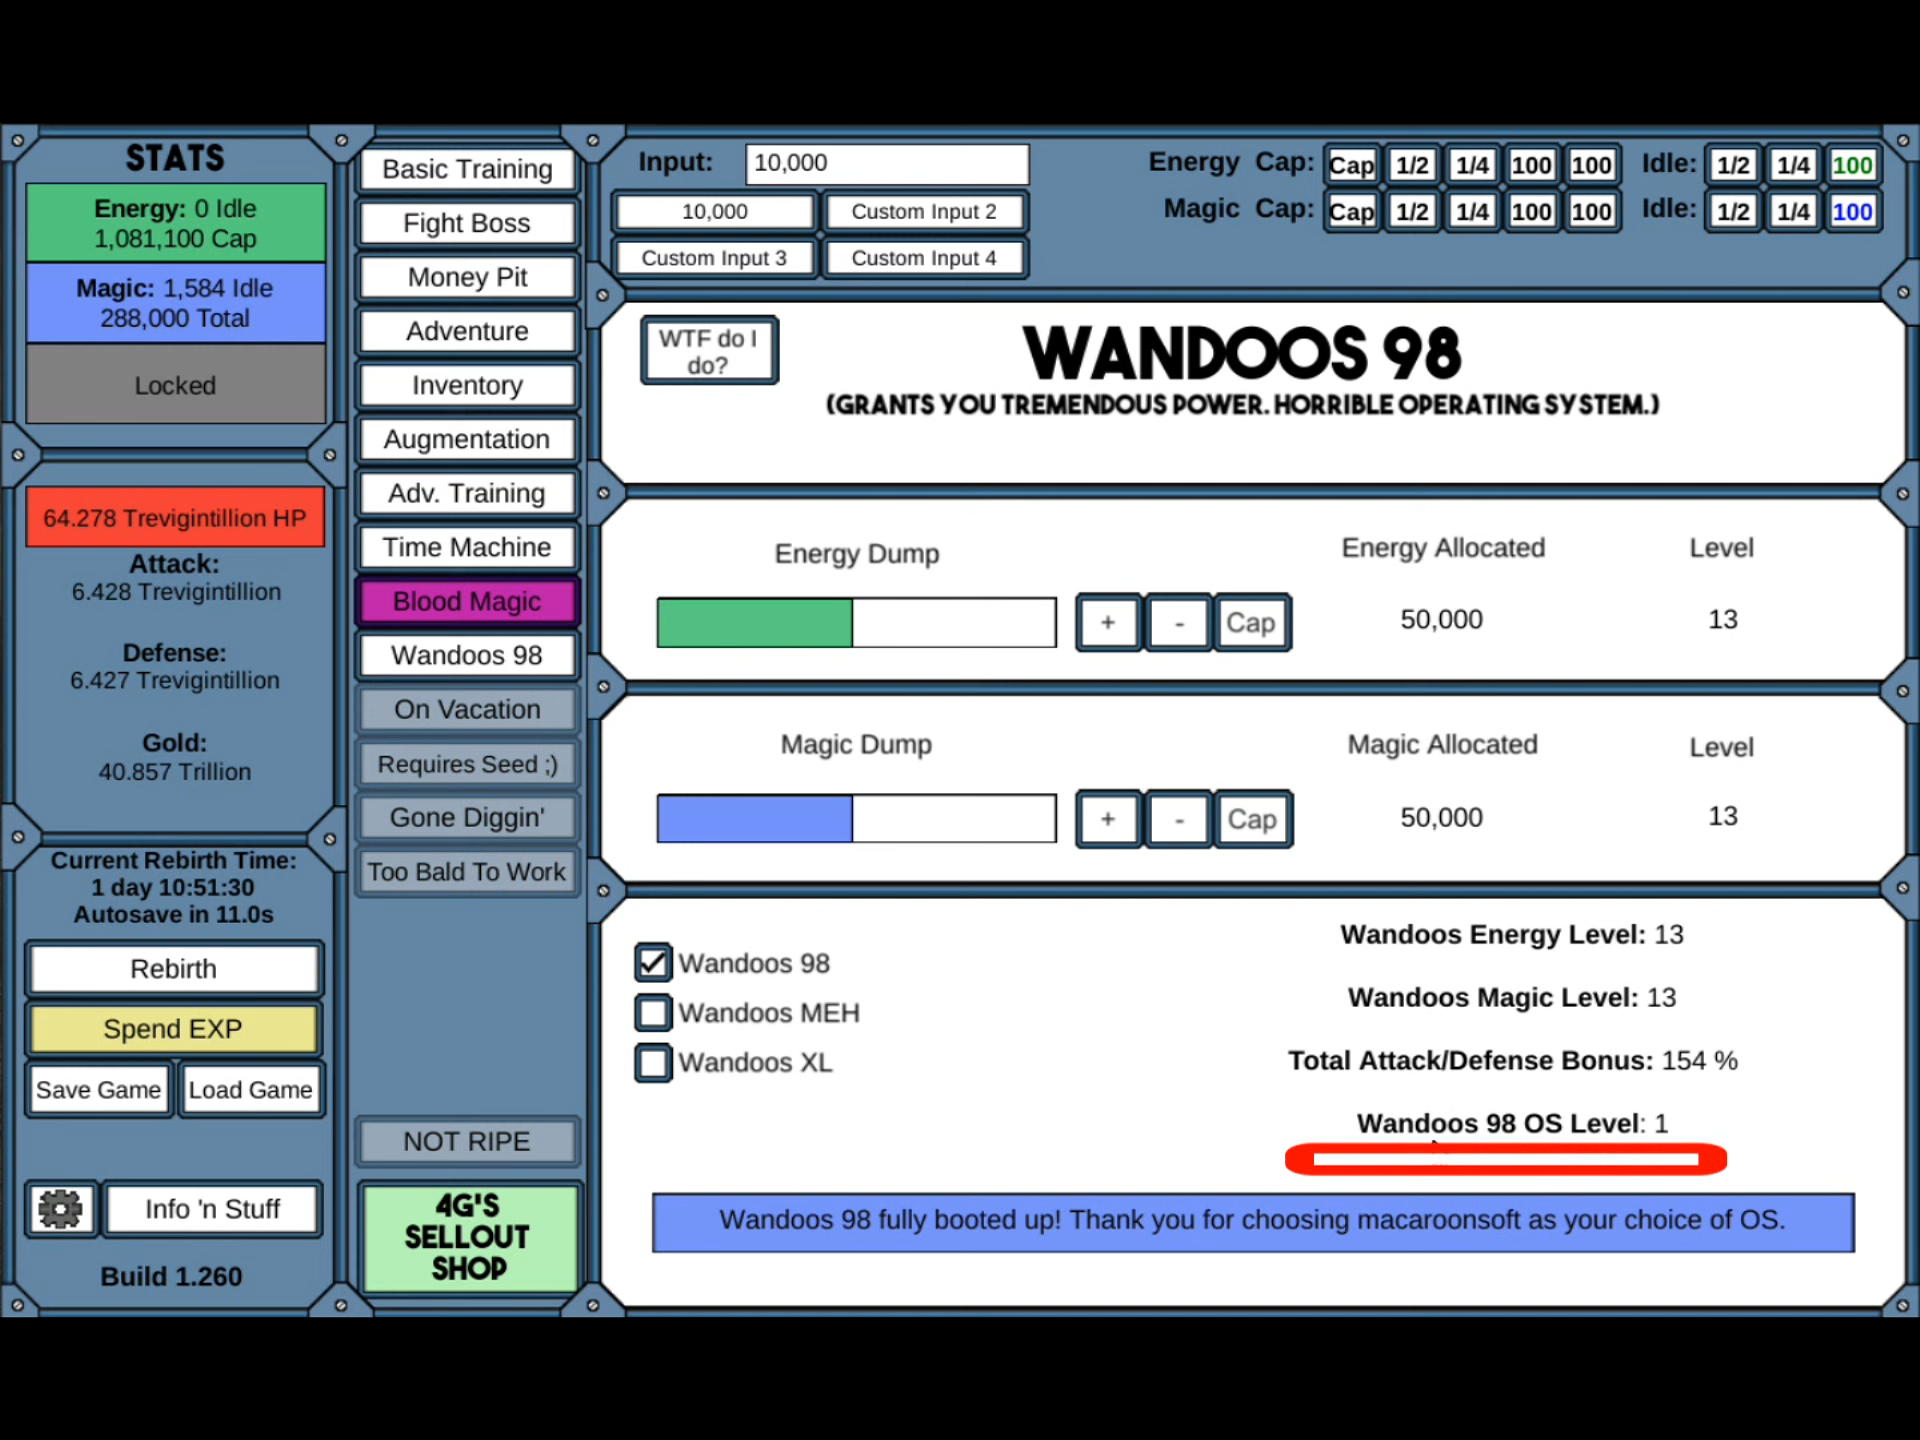 STATS
Energy: 0 Idle
1,081,100 Cap
Magic: 1,584 Idle
288,000 Total
Locked
64.278 Trevigintillion HP
Attack:
6.428 Trevigintillion
Defense:
6.427 Trevigintillion
Gold:
40.857 Trillion
Current Rebirth Time:
1 day 10:51:30
Autosave in 11.0s
Rebirth
Spend EXP
Save Game Load Game
Info 'n Stuff
Build 1.260
Basic Training
Fight Boss
Money Pit
Adventure
Inventory
Augmentation
Adv. Training
Time Machine
Blood Magic
Wandoos 98
On Vacation
Requires Seed ;)
Gone Diggin'
Too Bald To Work
NOT RIPE
4G'S
SELLOUT
SHOP
Input: 10,000
10,000 Custom Input 2
Custom Input 3 Custom Input 4
Energy Cap: Cap 1/2 1/4 100 100 Idle: 1/2 1/4 100
Magic Cap: Cap 1/2 1/4 100 100 Idle: 1/2 1/4 100
WTF do I
do?
WANDOOS 98
(GRANTS YOU TREMENDOUS POWER. HORRIBLE OPERATING SYSTEM.)
Energy Dump Energy Allocated Level
+ - Cap 50,000 13
Magic Dump Magic Allocated Level
+ - Cap 50,000 13
Wandoos 98
Wandoos MEH
Wandoos XL
Wandoos Energy Level: 13
Wandoos Magic Level: 13
Total Attack/Defense Bonus: 154 %
Wandoos 98 OS Level: 1
Wandoos 98 fully booted up! Thank you for choosing macaroonsoft as your choice of OS.